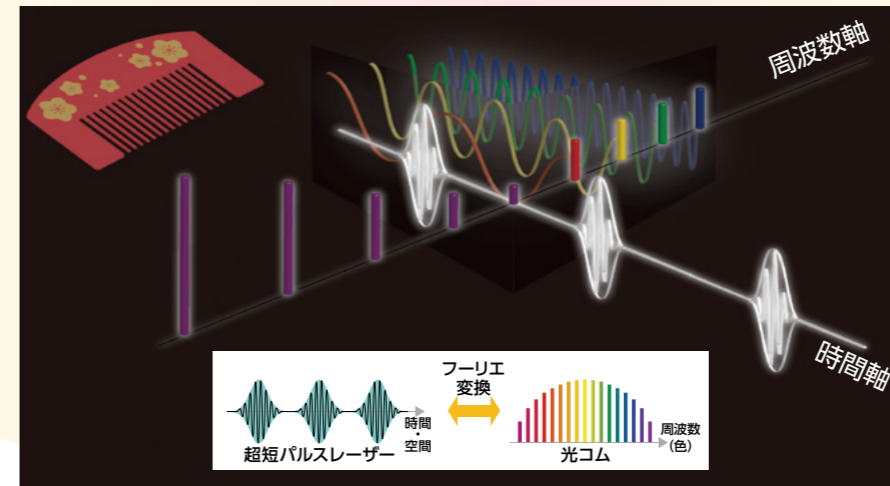 周波数軸
時間軸
フーリエ
変換
時間
・
空間
超短パルスレーザー
周波数
(色)
光コム